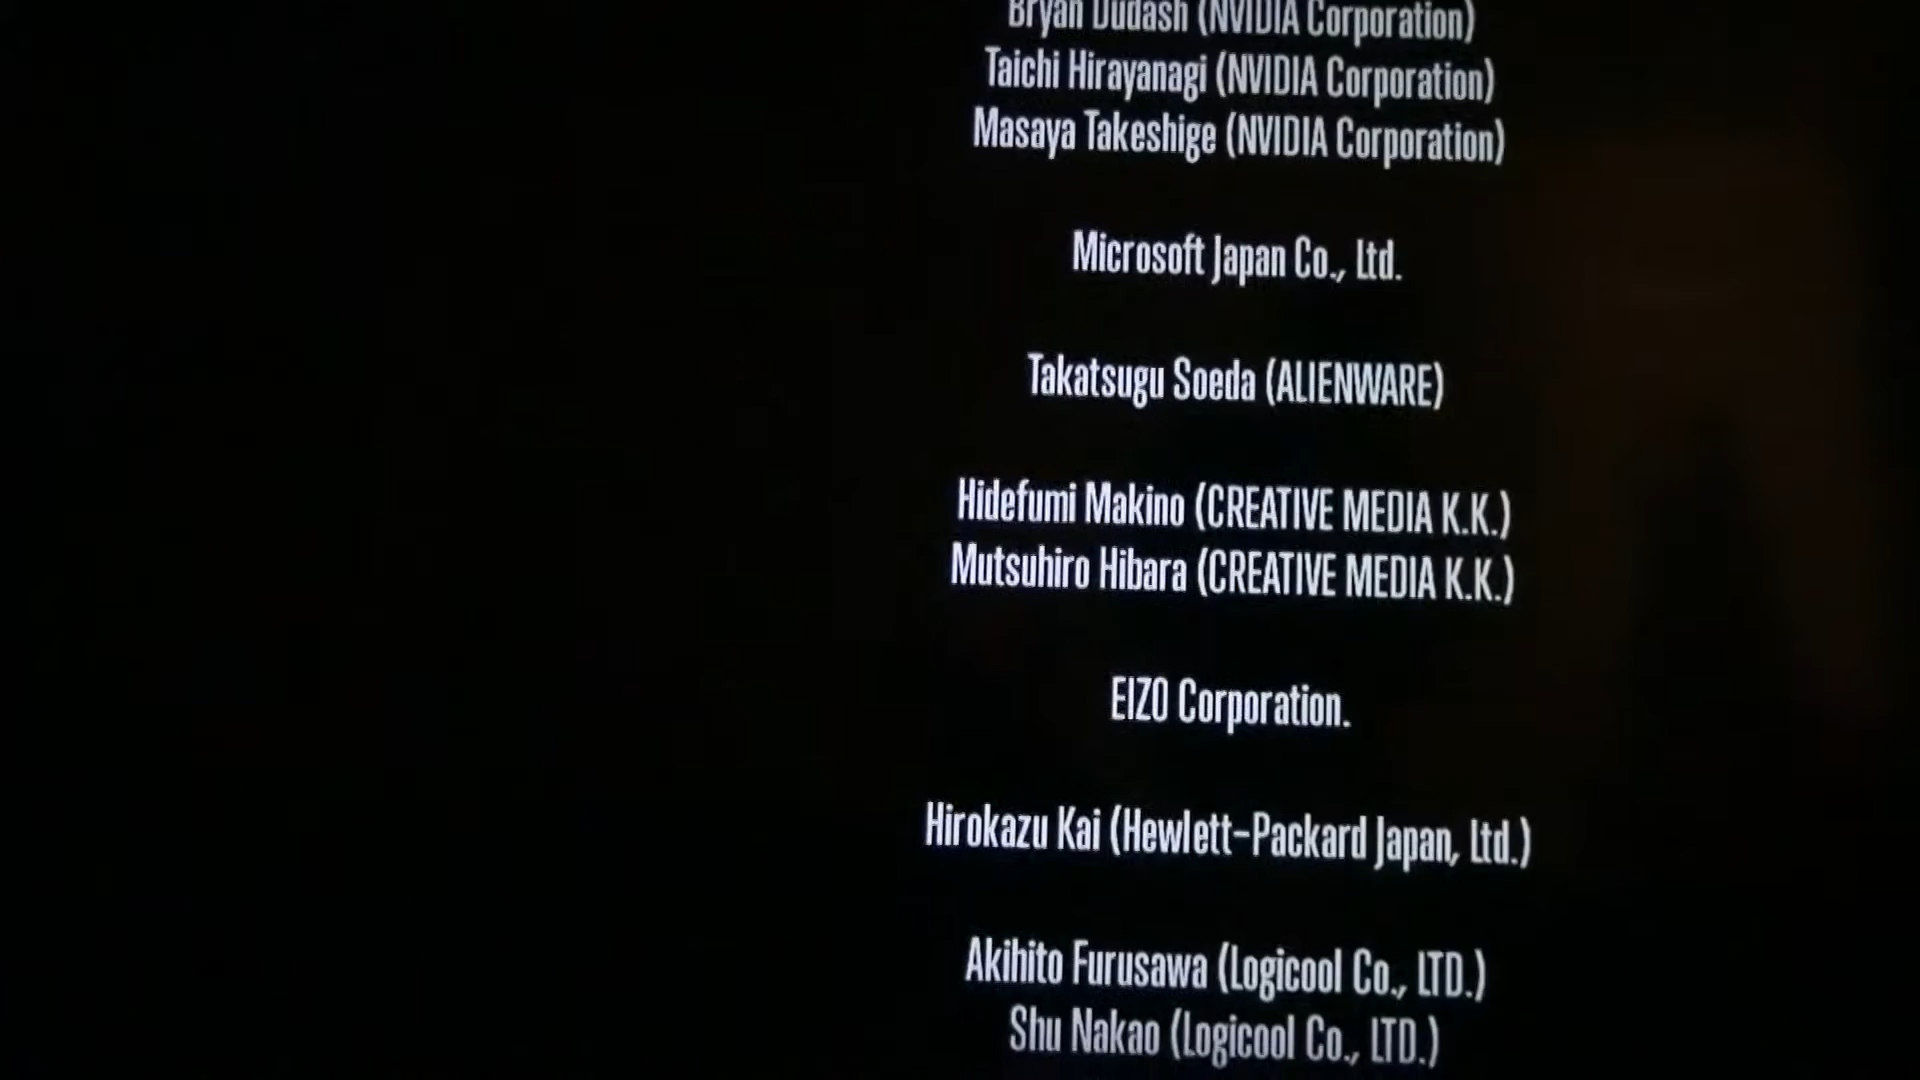 Bryan Dudash (NVIDIA Corporation)
Taichi Hirayanagi (NVIDIA Corporation)
Masaya Takeshige (NVIDIA Corporation)
Microsoft Japan Co., Ltd.
Takatsugu Soeda (ALIENWARE)
Hidefumi Makino (CREATIVE MEDIA K.K.)
Mutsuhiro Hibara (CREATIVE MEDIA K.K.)
EIZO Corporation.
Hirokazu Kai (Hewlett-Packard Japan, Ltd.)
Akihito Furusawa (Logicool Co., LTD.)
Shu Nakao (Logicool Co., LTD.)